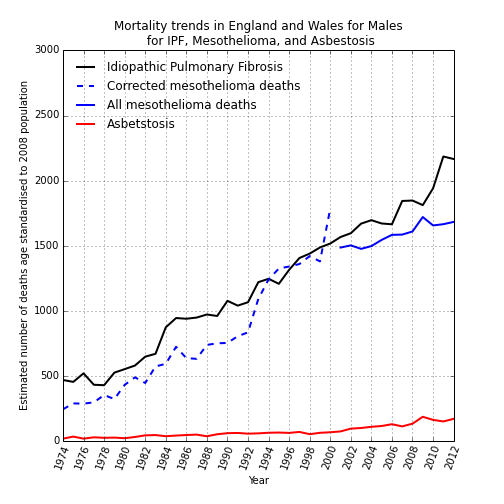 Mortality trends in England and Wales for Males
for IPF, Mesothelioma, and Asbestosis
Estimated number of deaths age standardised to 2008 population
3000
2500
2000
1500
1000
500
0
Idiopathic Pulmonary Fibrosis
Corrected mesothelioma deaths
All mesothelioma deaths
Asbetstosis
1974 1976 1978 1980 1982 1984 1986 1988 1990 1992 1994 1996 1998 2000 2002 2004 2006 2008 2010 2012
Year